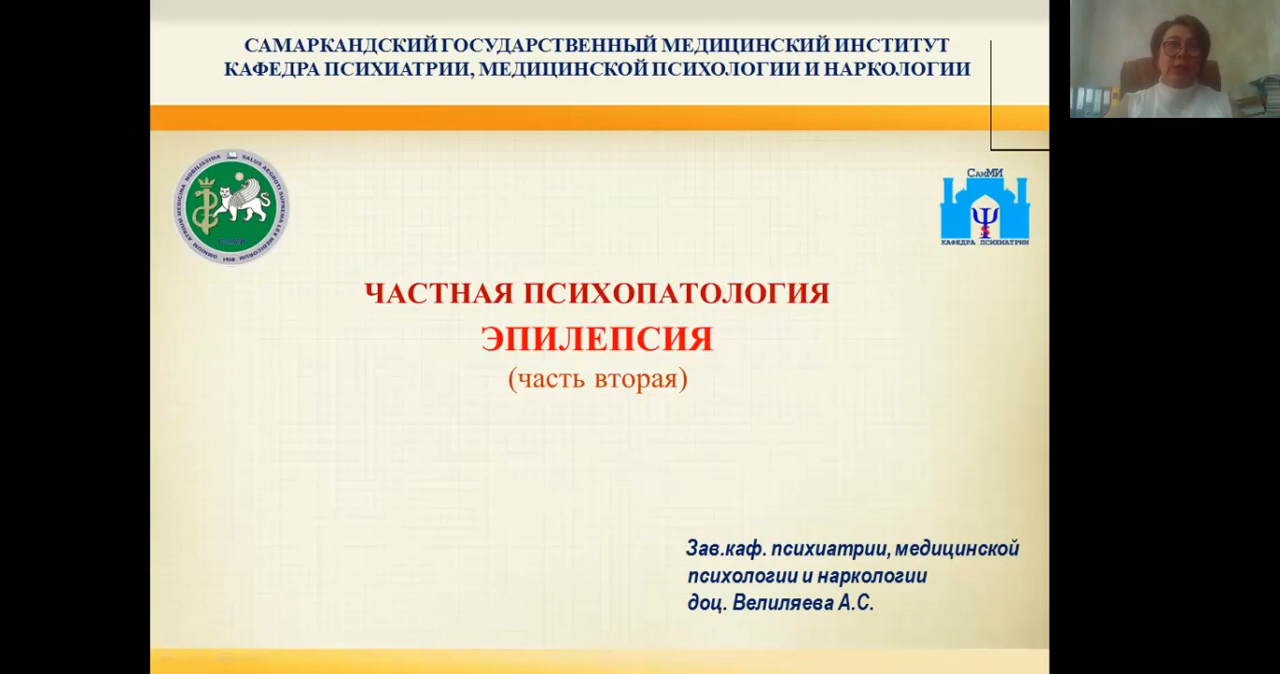 САМАРКАНДСКИЙ ГОСУДАРСТВЕННЫЙ МЕДИЦИНСКИЙ ИНСТИТУТ
КАФЕДРА ПСИХИАТРИИ, МЕДИЦИНСКОЙ ПСИХОЛОГИИ И НАРКОЛОГИИ
СамМИ
КАФЕДРА ПСИХИАТРИИ
ЧАСТНАЯ ПСИХОПАТОЛОГИЯ
ЭПИЛЕПСИЯ
(часть вторая)
Зав.каф. психиатрии, медицинской
психологии и наркологии
доц. Велиляева А.С.